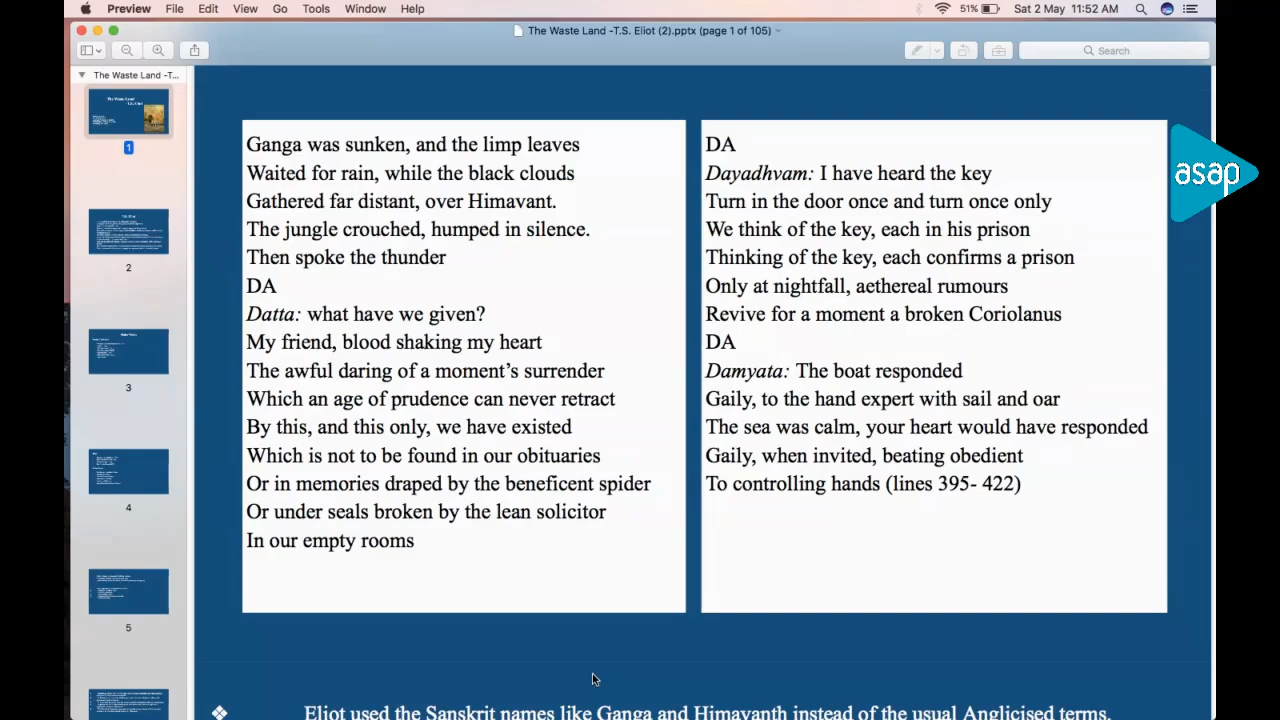 Preview File Edit View Go Tools Window Help 51% Sat 2 May 11:52 AM
The Waste Land -T.S. Eliot (2).pptx (page 1 of 105)
Search
The Waste Land -T...
1
2
3
4
5
Ganga was sunken, and the limp leaves
Waited for rain, while the black clouds
Gathered far distant, over Himavant.
The jungle crouched, humped in silence.
Then spoke the thunder
DA
Datta: what have we given?
My friend, blood shaking my heart
The awful daring of a moment’s surrender
Which an age of prudence can never retract
By this, and this only, we have existed
Which is not to be found in our obituaries
Or in memories draped by the beneficent spider
Or under seals broken by the lean solicitor
In our empty rooms
DA
Dayadhvam: I have heard the key
Turn in the door once and turn once only
We think of the key, each in his prison
Thinking of the key, each confirms a prison
Only at nightfall, aethereal rumours
Revive for a moment a broken Coriolanus
DA
Damyata: The boat responded
Gaily, to the hand expert with sail and oar
The sea was calm, your heart would have responded
Gaily, when invited, beating obedient
To controlling hands (lines 395- 422)
asap
Eliot used the Sanskrit names like Ganga and Himavanth instead of the usual Anglicised terms.